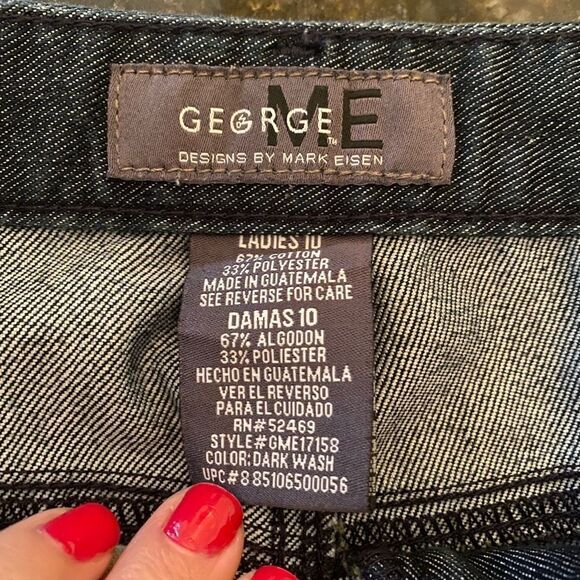 GEORGE ME
™
DESIGNS BY MARK EISEN
LADIES 10
67% COTTON
33% POLYESTER
MADE IN GUATEMALA
SEE REVERSE FOR CARE
DAMAS 10
67% ALGODON
33% POLIESTER
HECHO EN GUATEMALA
VER EL REVERSO
PARA EL CUIDADO
RN#52469
STYLE#GME17158
COLOR:DARK WASH
UPC#885106500056